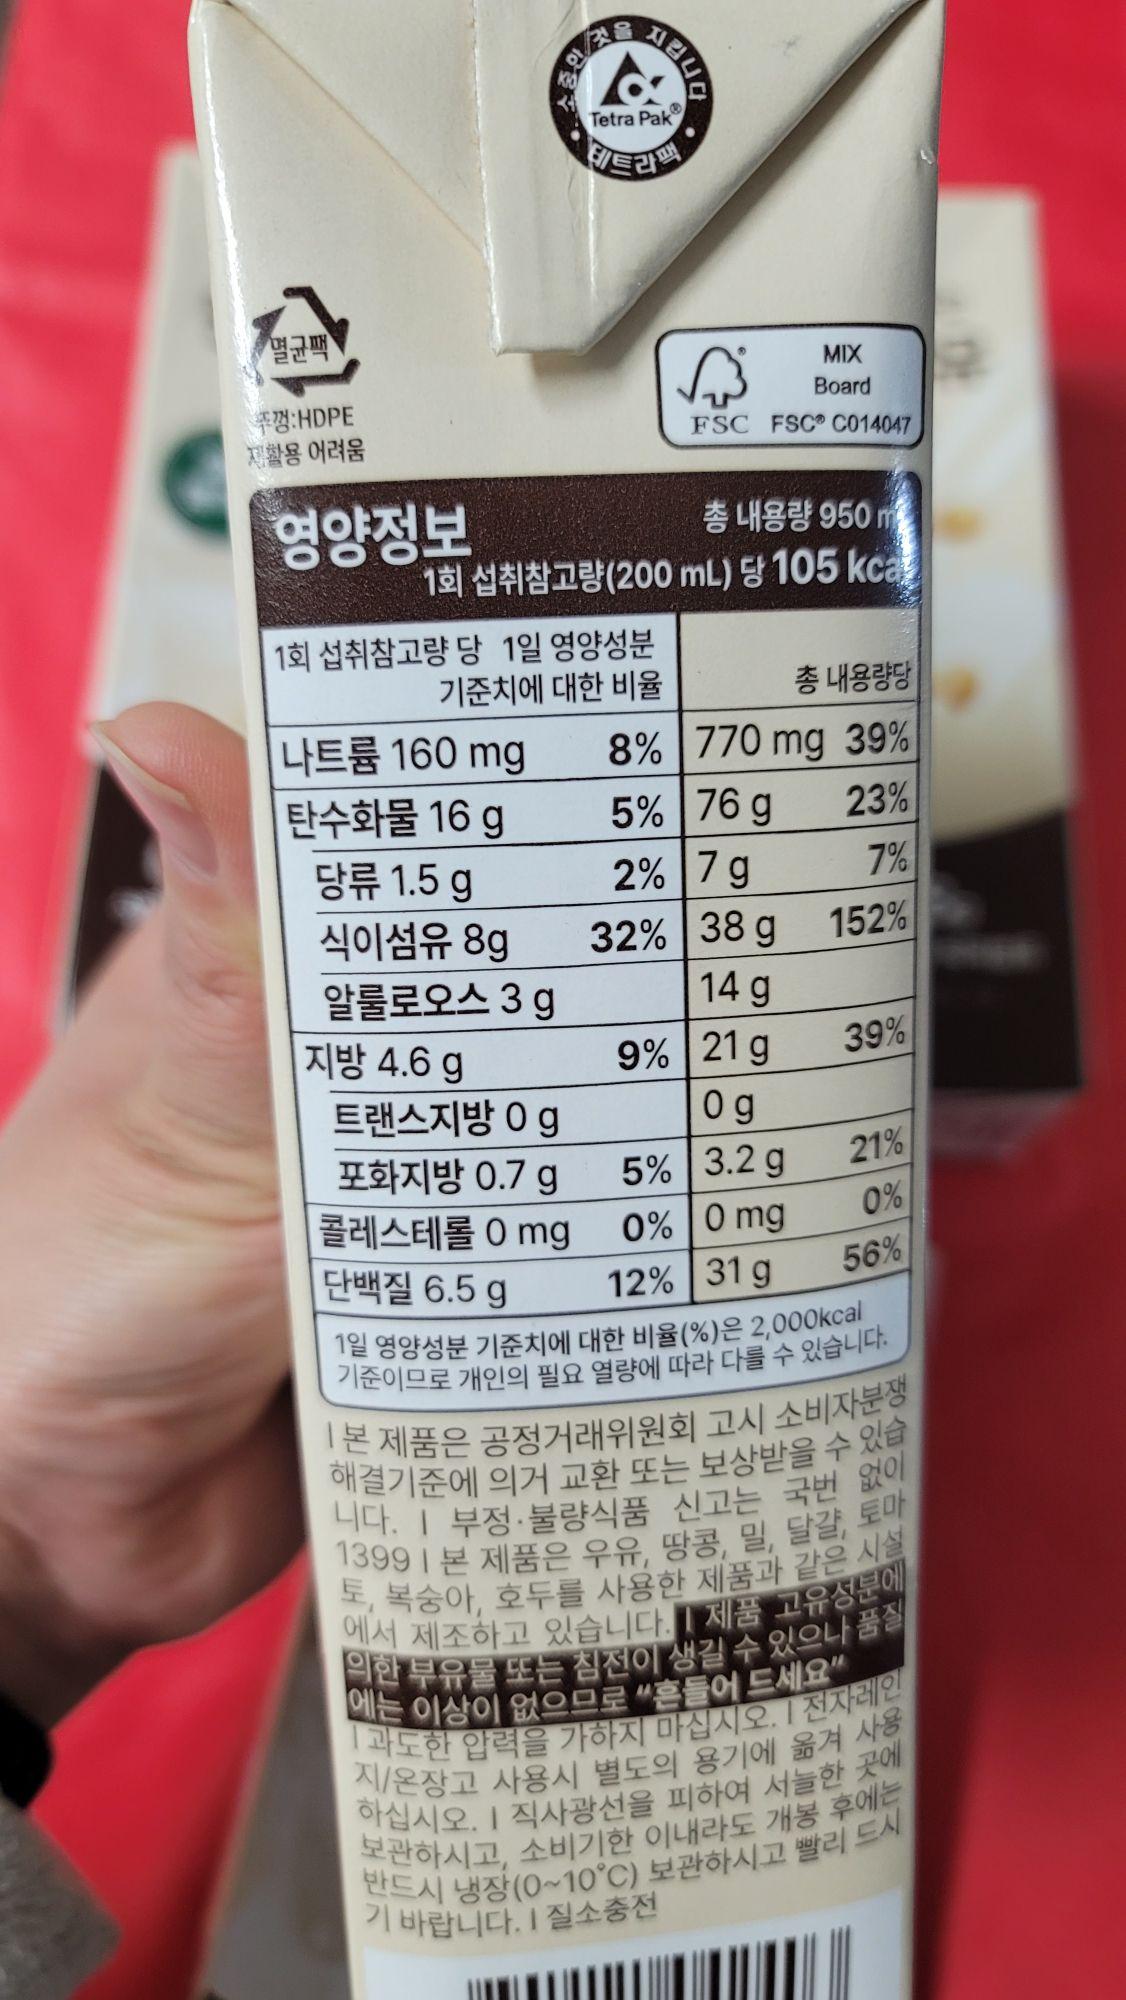 소중한 것을 지킵니다
Tetra Pak®
테트라팩
멸균팩
뚜껑:HDPE
재활용 어려움
MIX
Board
FSC FSC® C014047
영양정보
총 내용량 950
1회 섭취참고량(200 mL) 당 105 kcal
1회 섭취참고량 당 1일 영양성분
기준치에 대한 비율
총 내용량당
나트륨 160 mg 8% 770 mg 39%
탄수화물 16 g 5% 76 g 23%
당류 1.5 g 2% 7 g 7%
식이섬유 8g 32% 38 g 152%
알룰로오스 3 g 14 g
지방 4.6 g 9% 21 g 39%
트랜스지방 0 g 0 g
포화지방 0.7 g 5% 3.2 g 21%
콜레스테롤 0 mg 0% 0 mg 0%
단백질 6.5 g 12% 31 g 56%
1일 영양성분 기준치에 대한 비율(%)은 2,000kcal
기준이므로 개인의 필요 열량에 따라 다를 수 있습니다.
| 본 제품은 공정거래위원회 고시 소비자분쟁
해결기준에 의거 교환 또는 보상받을 수 있습
니다. | 부정·불량식품 신고는 국번 없이
1399 | 본 제품은 우유, 땅콩, 밀, 달걀, 토마
토, 복숭아, 호두를 사용한 제품과 같은 시설
에서 제조하고 있습니다. | 제품 고유성분에
의한 부유물 또는 침전이 생길 수 있으나 품질
에는 이상이 없으므로 "흔들어 드세요"
| 과도한 압력을 가하지 마십시오. | 전자레인
지/온장고 사용시 별도의 용기에 옮겨 사용
하십시오. | 직사광선을 피하여 서늘한 곳에
보관하시고, 소비기한 이내라도 개봉 후에는
반드시 냉장(0~10°C) 보관하시고 빨리 드시
기 바랍니다. | 질소충전